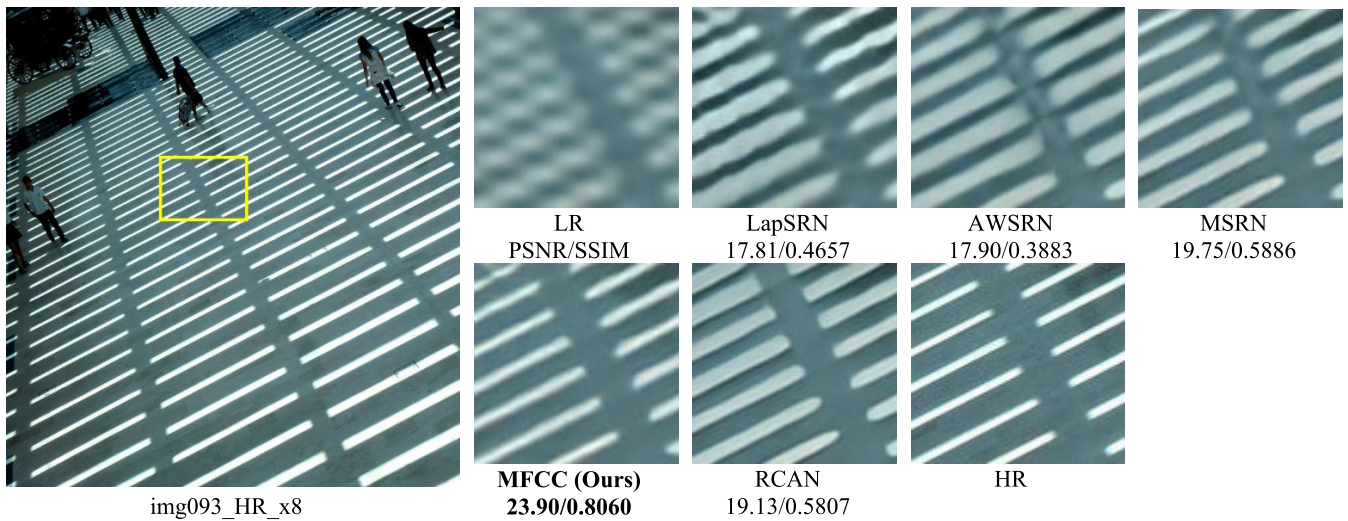 LR
PSNR/SSIM
LapSRN
17.81/0.4657
AWSRN
17.90/0.3883
MSRN
19.75/0.5886
MFCC (Ours)
23.90/0.8060
RCAN
19.13/0.5807
HR
img093_HR_x8